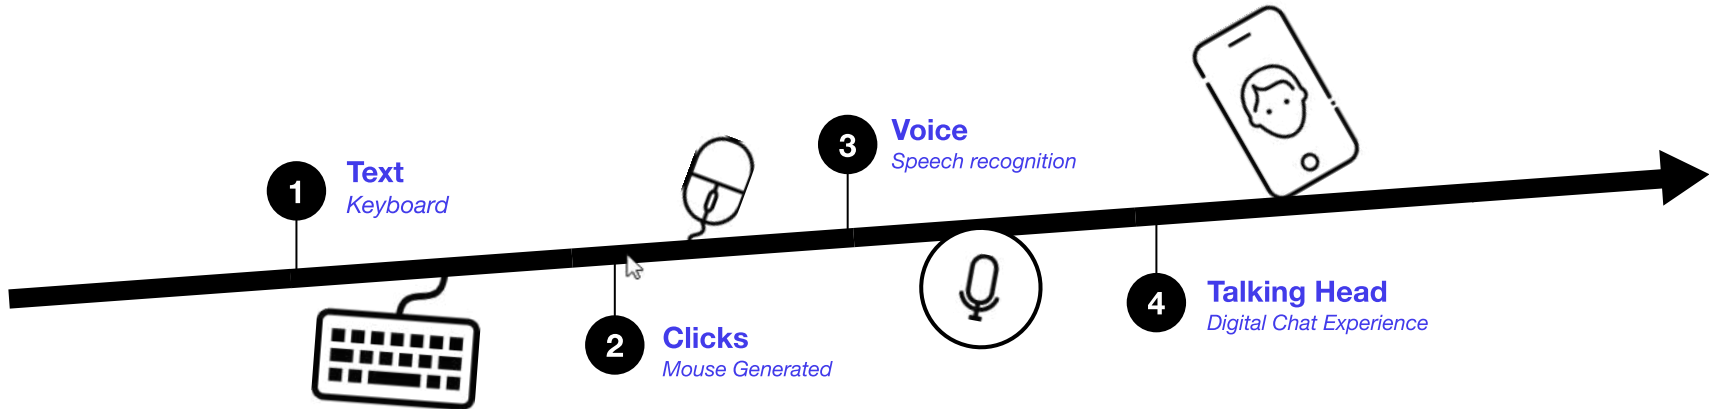 1
Text
Keyboard
2
Clicks
Mouse Generated
3
Voice
Speech recognition
4
Talking Head
Digital Chat Experience